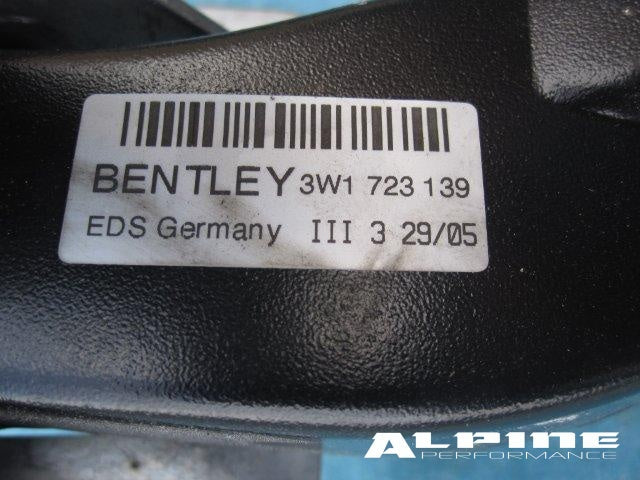 BENTLEY 3W1 723 139
EDS Germany III 3 29/05
ALPINE
PERFORMANCE